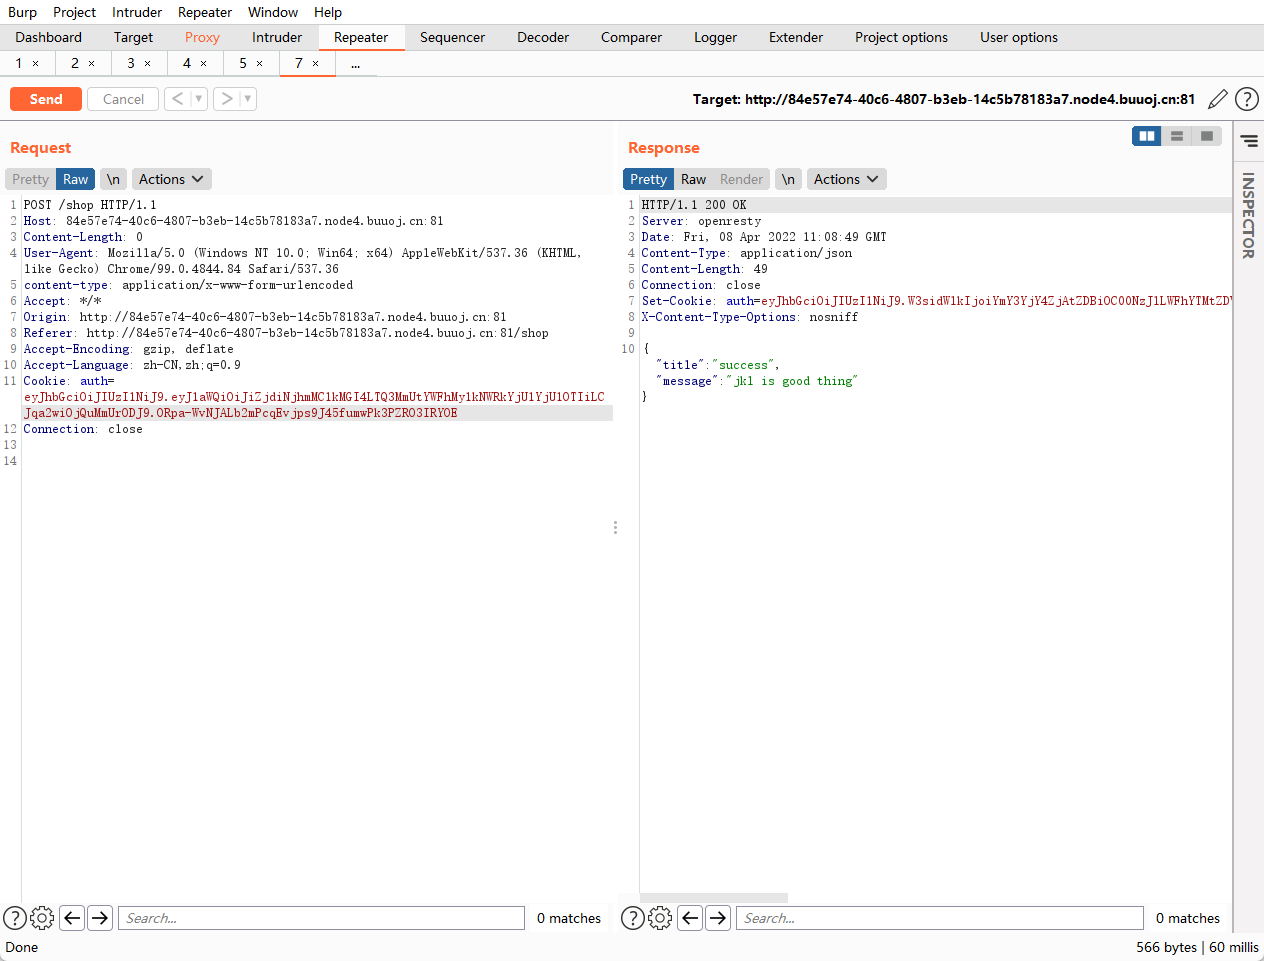 Burp Project Intruder Repeater Window Help
Dashboard Target Proxy Intruder Repeater Sequencer Decoder Comparer Logger Extender Project options User options
1 × 2 × 3 × 4 × 5 × 7 × ...
Send Cancel < > Target: http://84e57e74-40c6-4807-b3eb-14c5b78183a7.node4.buuoj.cn:81 ?
Request
Pretty Raw \n Actions
1 POST /shop HTTP/1.1
2 Host: 84e57e74-40c6-4807-b3eb-14c5b78183a7.node4.buuoj.cn:81
3 Content-Length: 0
4 User-Agent: Mozilla/5.0 (Windows NT 10.0; Win64; x64) AppleWebKit/537.36 (KHTML,
like Gecko) Chrome/99.0.4844.84 Safari/537.36
5 content-type: application/x-www-form-urlencoded
6 Accept: */*
7 Origin: http://84e57e74-40c6-4807-b3eb-14c5b78183a7.node4.buuoj.cn:81
8 Referer: http://84e57e74-40c6-4807-b3eb-14c5b78183a7.node4.buuoj.cn:81/shop
9 Accept-Encoding: gzip, deflate
10 Accept-Language: zh-CN,zh;q=0.9
11 Cookie: auth=
eyJhbGciOiJIUzI1NiJ9.eyJ1aWQiOiJiZjdiNjhmMC1kMGI4LTQ3MmUtYWFhMy1kNWRkYjU1YjU1OTIiLC
Jqa2wiOjQuMmUrODJ9.ORpa-WvNJALb2mPcqEvjps9J45fumwPk3PZRO3IRYOE
12 Connection: close
13
14
? Search... 0 matches
Response
Pretty Raw Render \n Actions
1 HTTP/1.1 200 OK
2 Server: openresty
3 Date: Fri, 08 Apr 2022 11:08:49 GMT
4 Content-Type: application/json
5 Content-Length: 49
6 Connection: close
7 Set-Cookie: auth=eyJhbGciOiJIUzI1NiJ9.W3sidWlkIjoiYmY3YjY4ZjAtZDBiOC00NzJlLWFhYTMtZD
8 X-Content-Type-Options: nosniff
9
10 {
"title":"success",
"message":"jkl is good thing"
}
? Search... 0 matches
INSPECTOR
Done 566 bytes | 60 millis